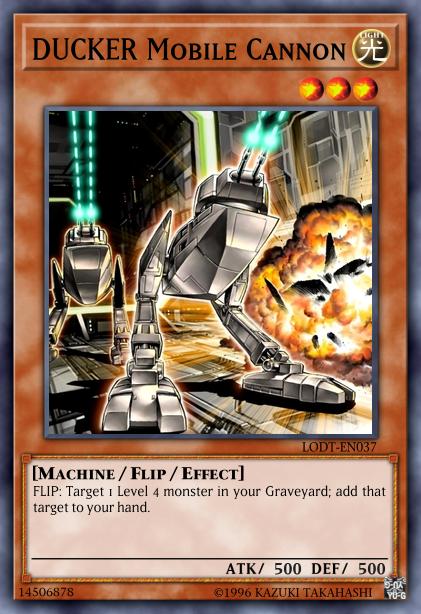 DUCKER Mobile Cannon
LIGHT
光
LODT-EN037
[Machine / Flip / Effect]
FLIP: Target 1 Level 4 monster in your Graveyard; add that
target to your hand.
ATK/ 500 DEF/ 500
14506878
©1996 KAZUKI TAKAHASHI